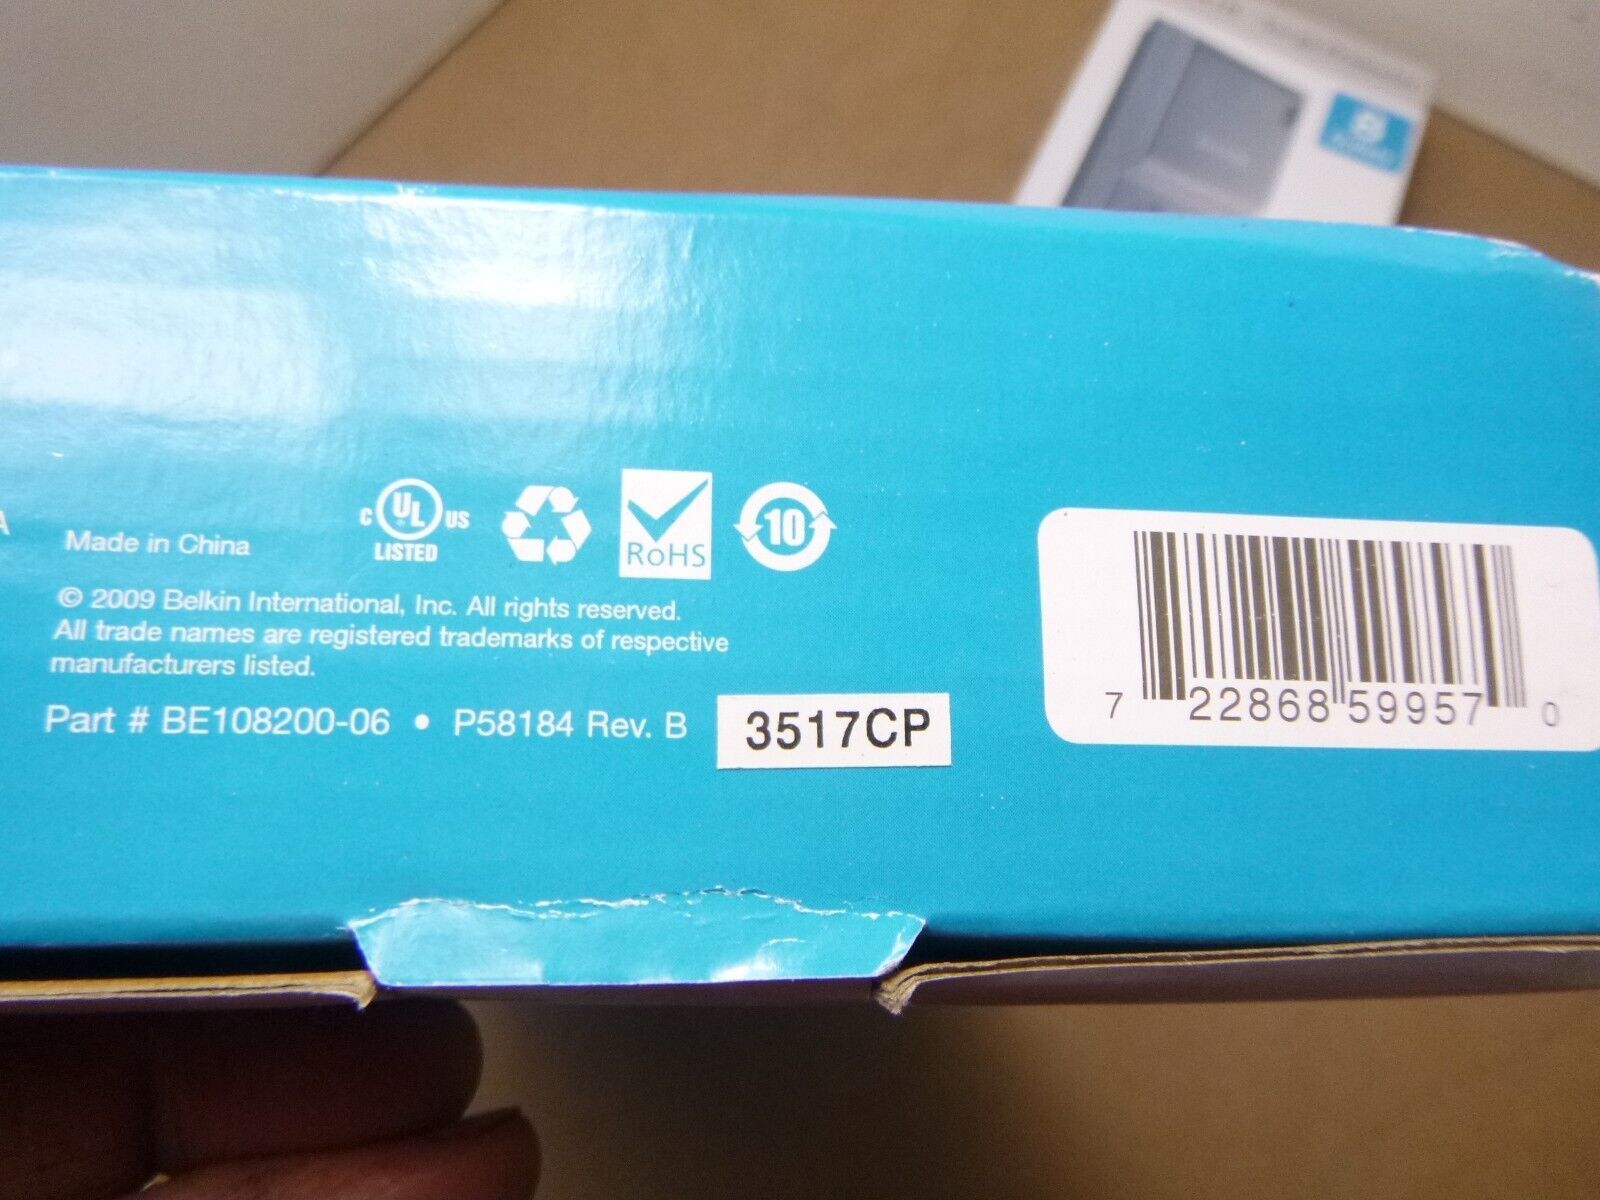 A
Made in China
C UL US
LISTED
RoHS
10
© 2009 Belkin International, Inc. All rights reserved.
All trade names are registered trademarks of respective
manufacturers listed.
Part # BE108200-06 • P58184 Rev. B
3517CP
7 22868 59957 0